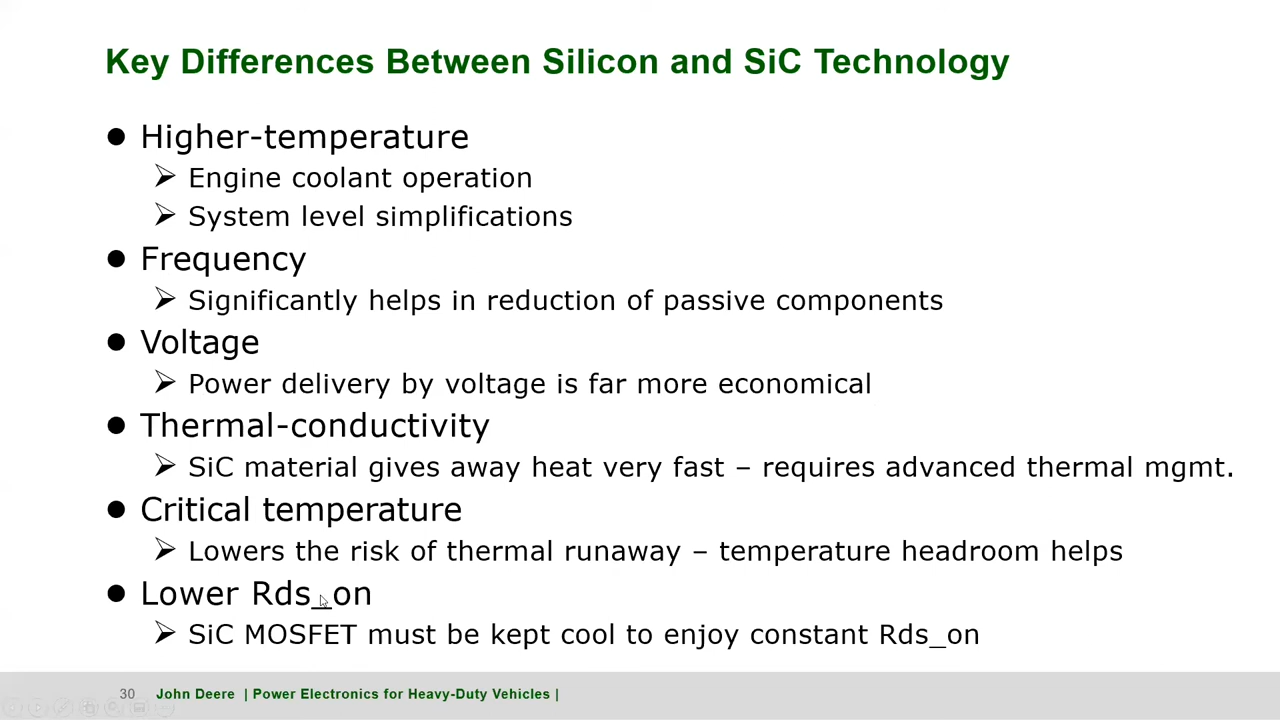 Key Differences Between Silicon and SiC Technology
● Higher-temperature
➢ Engine coolant operation
➢ System level simplifications
● Frequency
➢ Significantly helps in reduction of passive components
● Voltage
➢ Power delivery by voltage is far more economical
● Thermal-conductivity
➢ SiC material gives away heat very fast – requires advanced thermal mgmt.
● Critical temperature
➢ Lowers the risk of thermal runaway – temperature headroom helps
● Lower Rds_on
➢ SiC MOSFET must be kept cool to enjoy constant Rds_on
30 John Deere | Power Electronics for Heavy-Duty Vehicles |